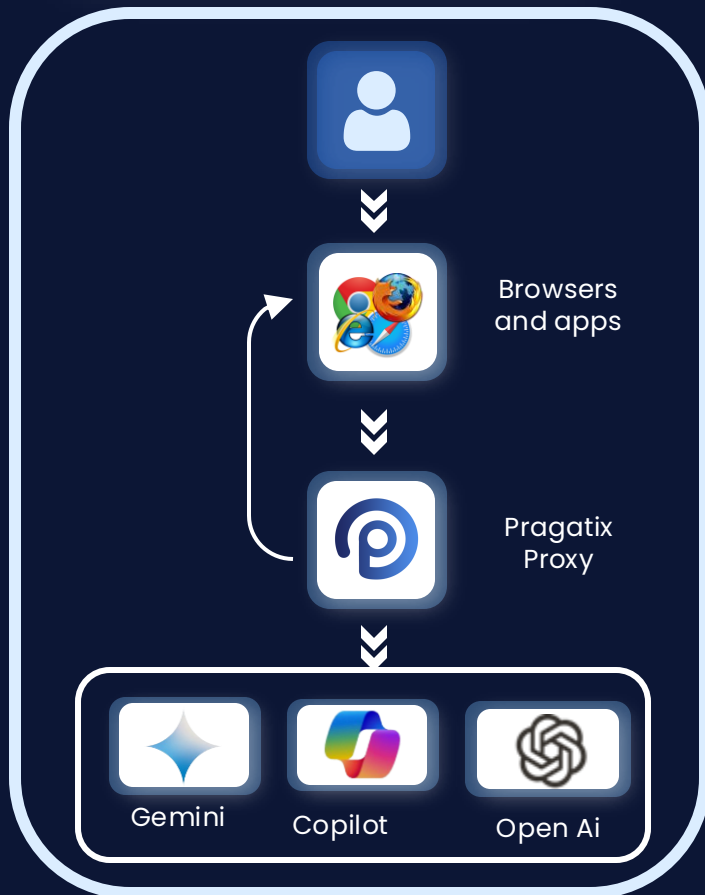 Browsers
and apps
Pragatix
Proxy
Gemini
Copilot
Open Ai